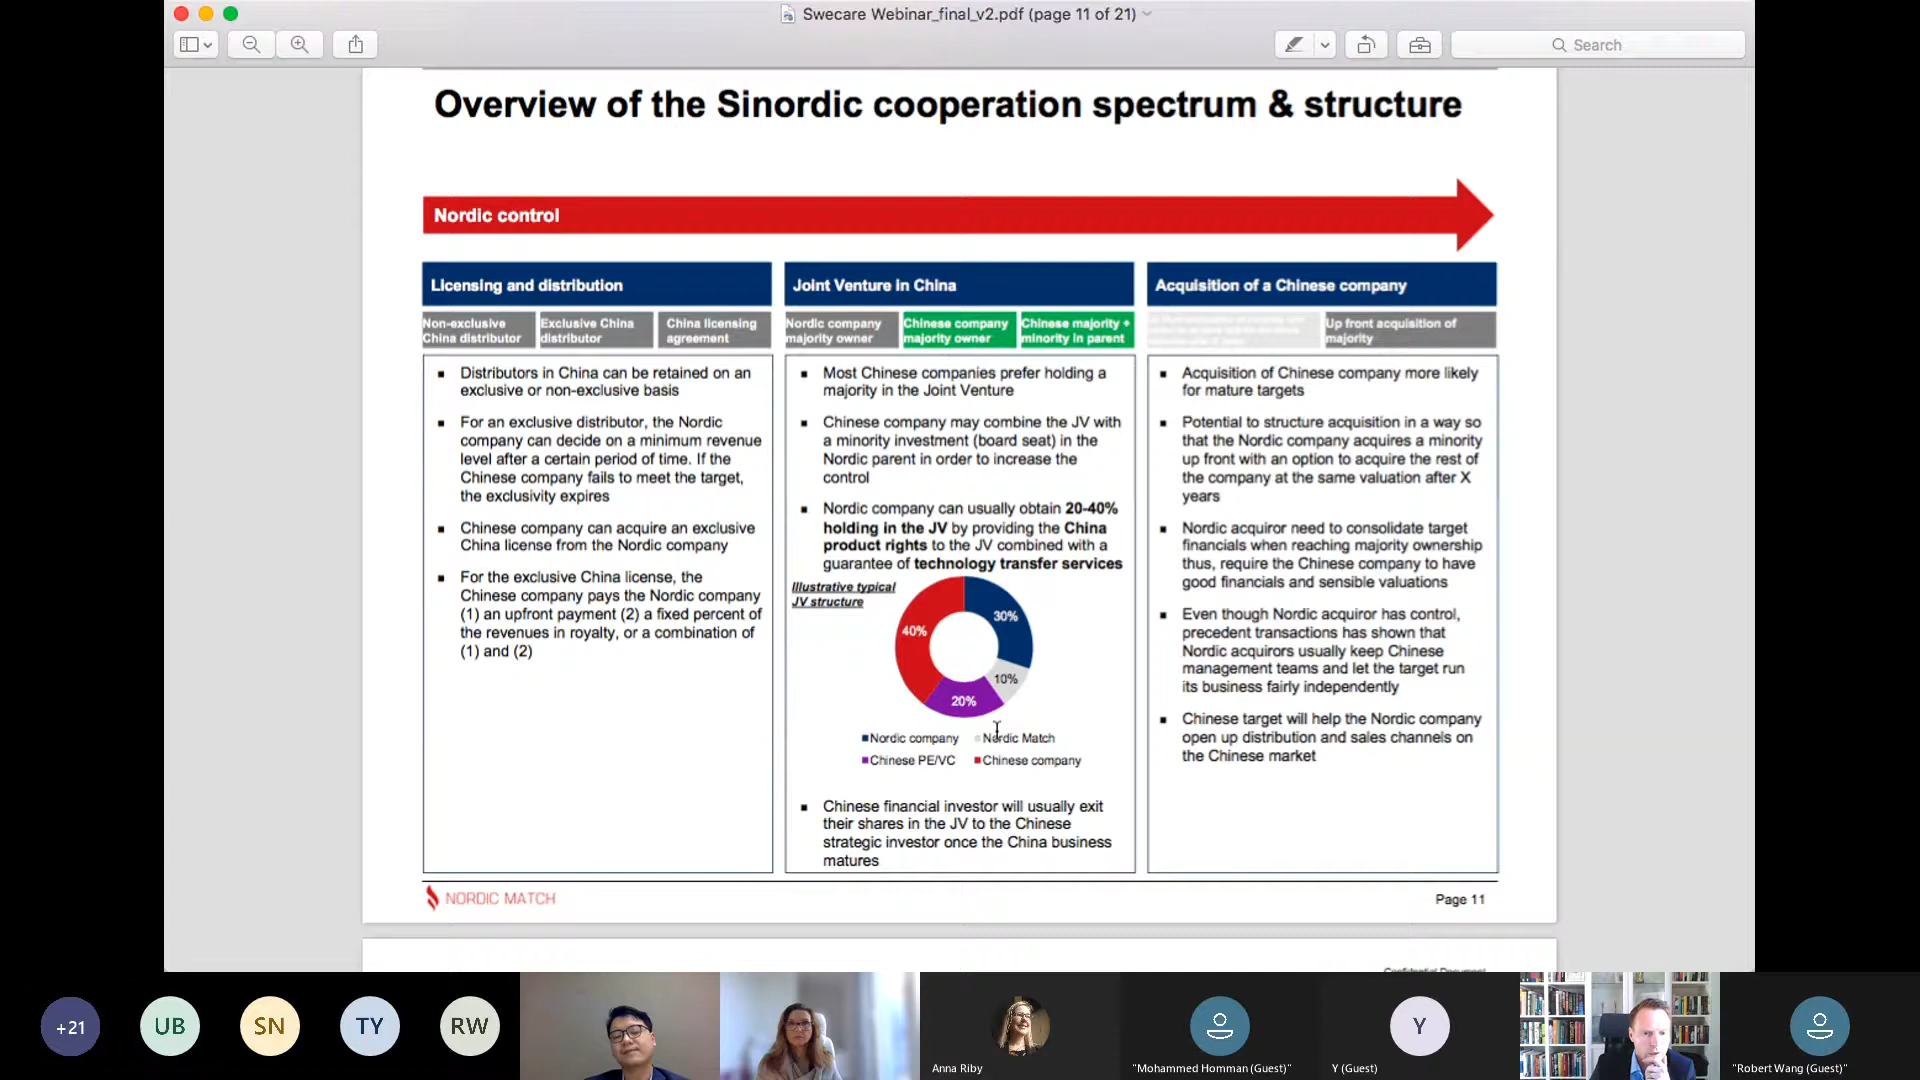 Swecare Webinar_final_v2.pdf (page 11 of 21)
Search
Overview of the Sinordic cooperation spectrum & structure
Nordic control
Licensing and distribution
Non-exclusive
China distributor
Exclusive China
distributor
China licensing
agreement
Distributors in China can be retained on an
exclusive or non-exclusive basis
For an exclusive distributor, the Nordic
company can decide on a minimum revenue
level after a certain period of time. If the
Chinese company fails to meet the target,
the exclusivity expires
Chinese company can acquire an exclusive
China license from the Nordic company
For the exclusive China license, the
Chinese company pays the Nordic company
(1) an upfront payment (2) a fixed percent of
the revenues in royalty, or a combination of
(1) and (2)
Joint Venture in China
Nordic company
majority owner
Chinese company
majority owner
Chinese majority +
minority in parent
Most Chinese companies prefer holding a
majority in the Joint Venture
Chinese company may combine the JV with
a minority investment (board seat) in the
Nordic parent in order to increase the
control
Nordic company can usually obtain 20-40%
holding in the JV by providing the China
product rights to the JV combined with a
guarantee of technology transfer services
Illustrative typical
JV structure
30%
40%
10%
20%
Nordic company
Nordic Match
Chinese PE/VC
Chinese company
Chinese financial investor will usually exit
their shares in the JV to the Chinese
strategic investor once the China business
matures
Acquisition of a Chinese company
Up front acquisition of
majority
Acquisition of Chinese company more likely
for mature targets
Potential to structure acquisition in a way so
that the Nordic company acquires a minority
up front with an option to acquire the rest of
the company at the same valuation after X
years
Nordic acquiror need to consolidate target
financials when reaching majority ownership
thus, require the Chinese company to have
good financials and sensible valuations
Even though Nordic acquiror has control,
precedent transactions has shown that
Nordic acquirors usually keep Chinese
management teams and let the target run
its business fairly independently
Chinese target will help the Nordic company
open up distribution and sales channels on
the Chinese market
NORDIC MATCH
Page 11
+21
UB
SN
TY
RW
Anna Riby
"Mohammed Homman (Guest)"
Y
Y (Guest)
"Robert Wang (Guest)"